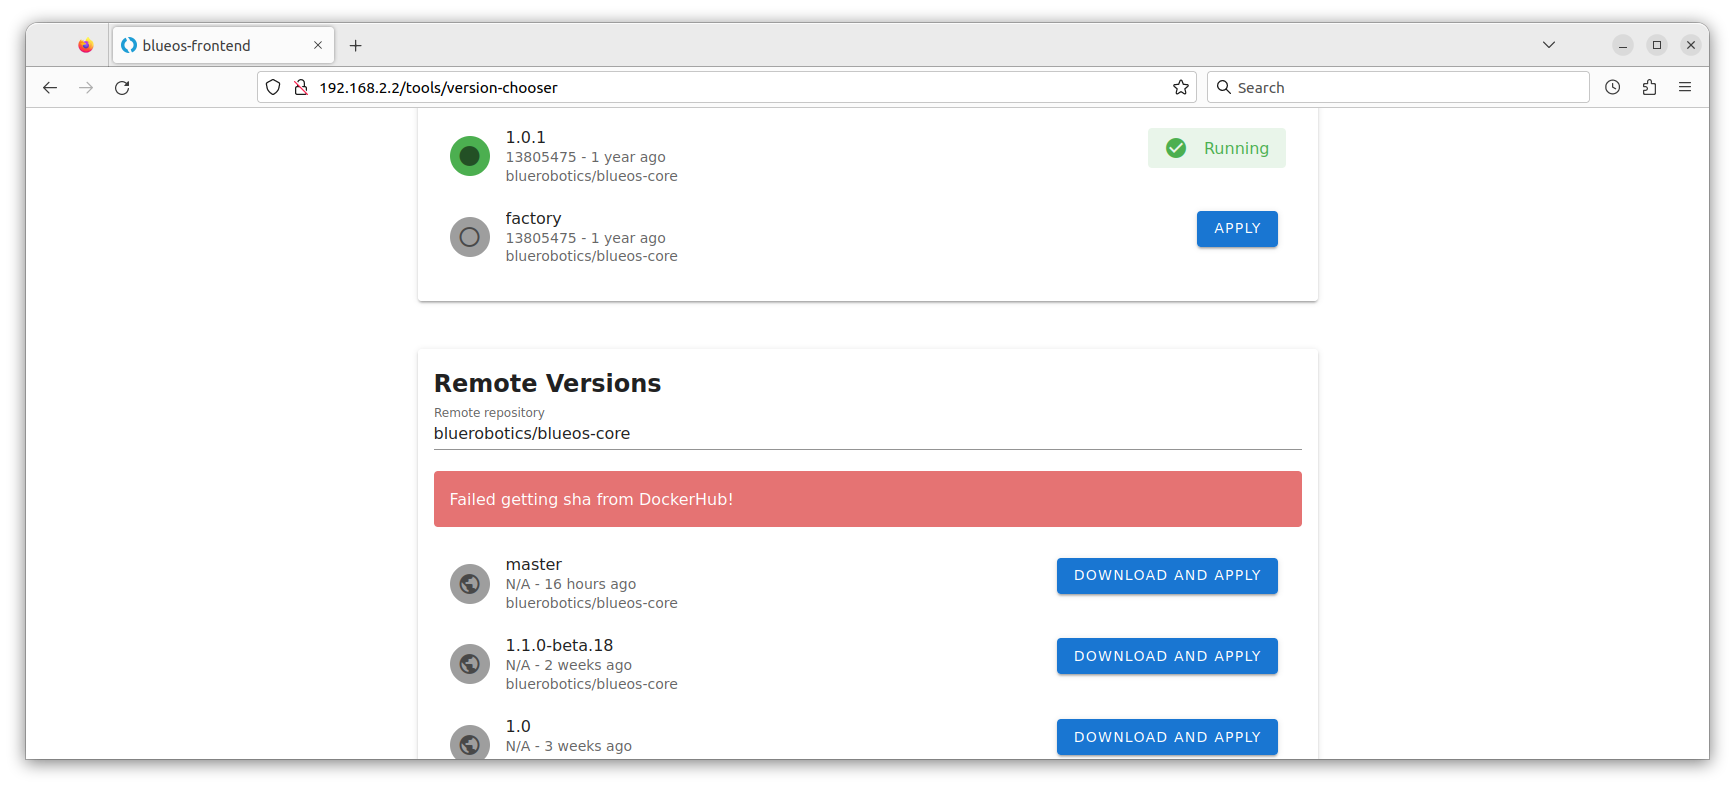 blueos-frontend
192.168.2.2/tools/version-chooser
Search
1.0.1
13805475 - 1 year ago
bluerobotics/blueos-core
Running
factory
13805475 - 1 year ago
bluerobotics/blueos-core
APPLY
Remote Versions
Remote repository
bluerobotics/blueos-core
Failed getting sha from DockerHub!
master
N/A - 16 hours ago
bluerobotics/blueos-core
DOWNLOAD AND APPLY
1.1.0-beta.18
N/A - 2 weeks ago
bluerobotics/blueos-core
DOWNLOAD AND APPLY
1.0
N/A - 3 weeks ago
DOWNLOAD AND APPLY